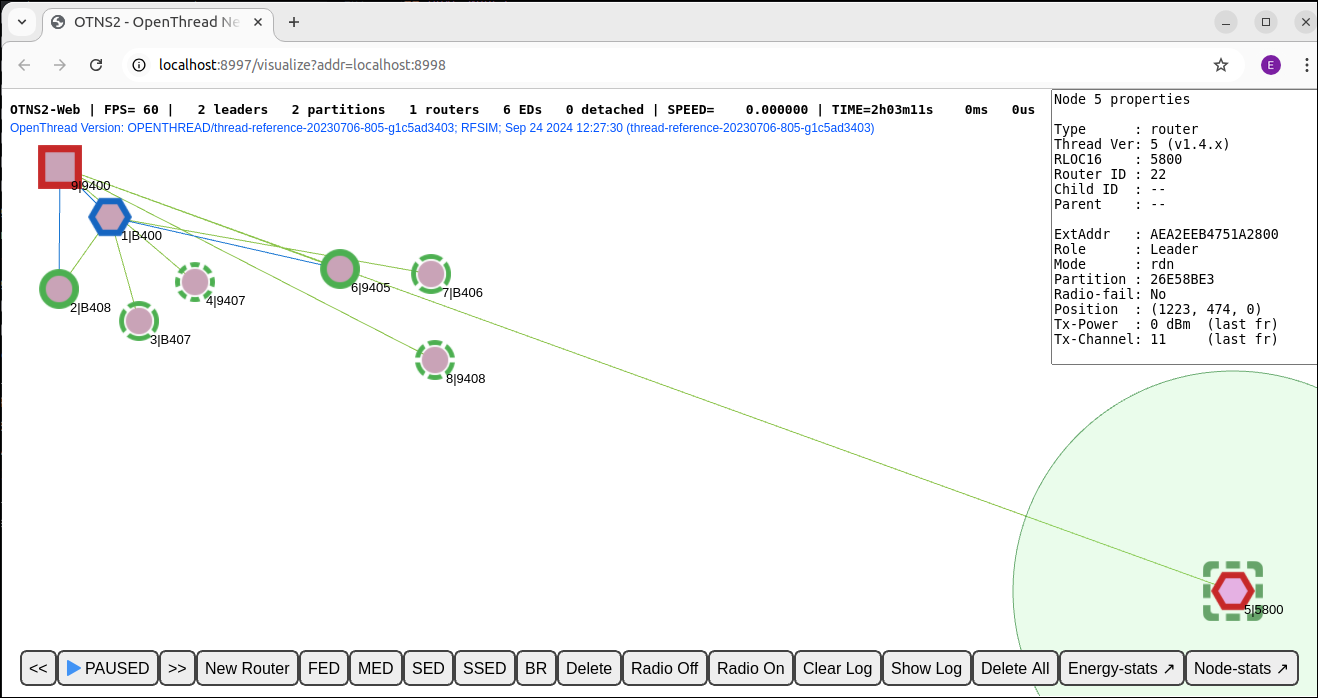 OTNS2 - OpenThread Ne
localhost:8997/visualize?addr=localhost:8998
E
OTNS2-Web | FPS= 60 | 2 leaders 2 partitions 1 routers 6 EDs 0 detached | SPEED= 0.000000 | TIME=2h03m11s 0ms 0us
OpenThread Version: OPENTHREAD/thread-reference-20230706-805-g1c5ad3403; RFSIM; Sep 24 2024 12:27:30 (thread-reference-20230706-805-g1c5ad3403)
Node 5 properties
Type : router
Thread Ver: 5 (v1.4.x)
RLOC16 : 5800
Router ID : 22
Child ID : --
Parent : --
ExtAddr : AEA2EEB4751A2800
Role : Leader
Mode : rdn
Partition : 26E58BE3
Radio-fail: No
Position : (1223, 474, 0)
Tx-Power : 0 dBm (last fr)
Tx-Channel: 11 (last fr)
9|9400
1|B400
2|B408
3|B407
4|9407
6|9405
7|B406
8|9408
5|5800
<< PAUSED >> New Router FED MED SED SSED BR Delete Radio Off Radio On Clear Log Show Log Delete All Energy-stats ↗ Node-stats ↗